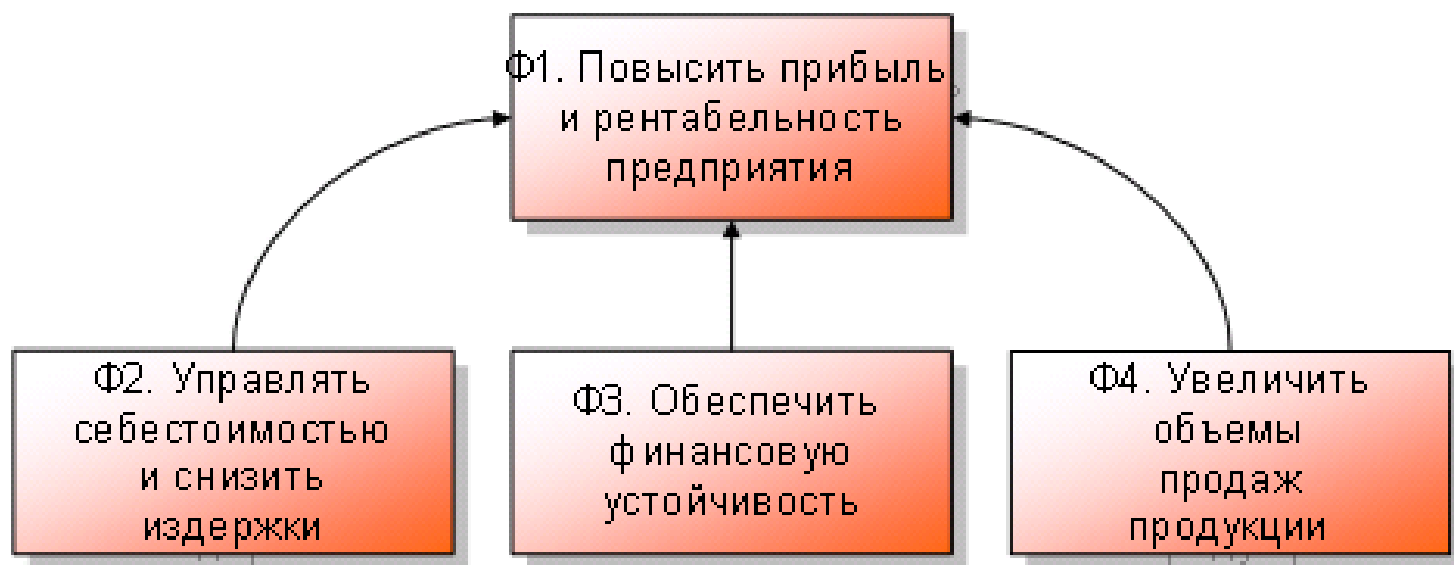 Ф1. Повысить прибыль
и рентабельность
предприятия
Ф2. Управлять
себестоимостью
и снизить
издержки
Ф3. Обеспечить
финансовую
устойчивость
Ф4. Увеличить
объемы
продаж
продукции